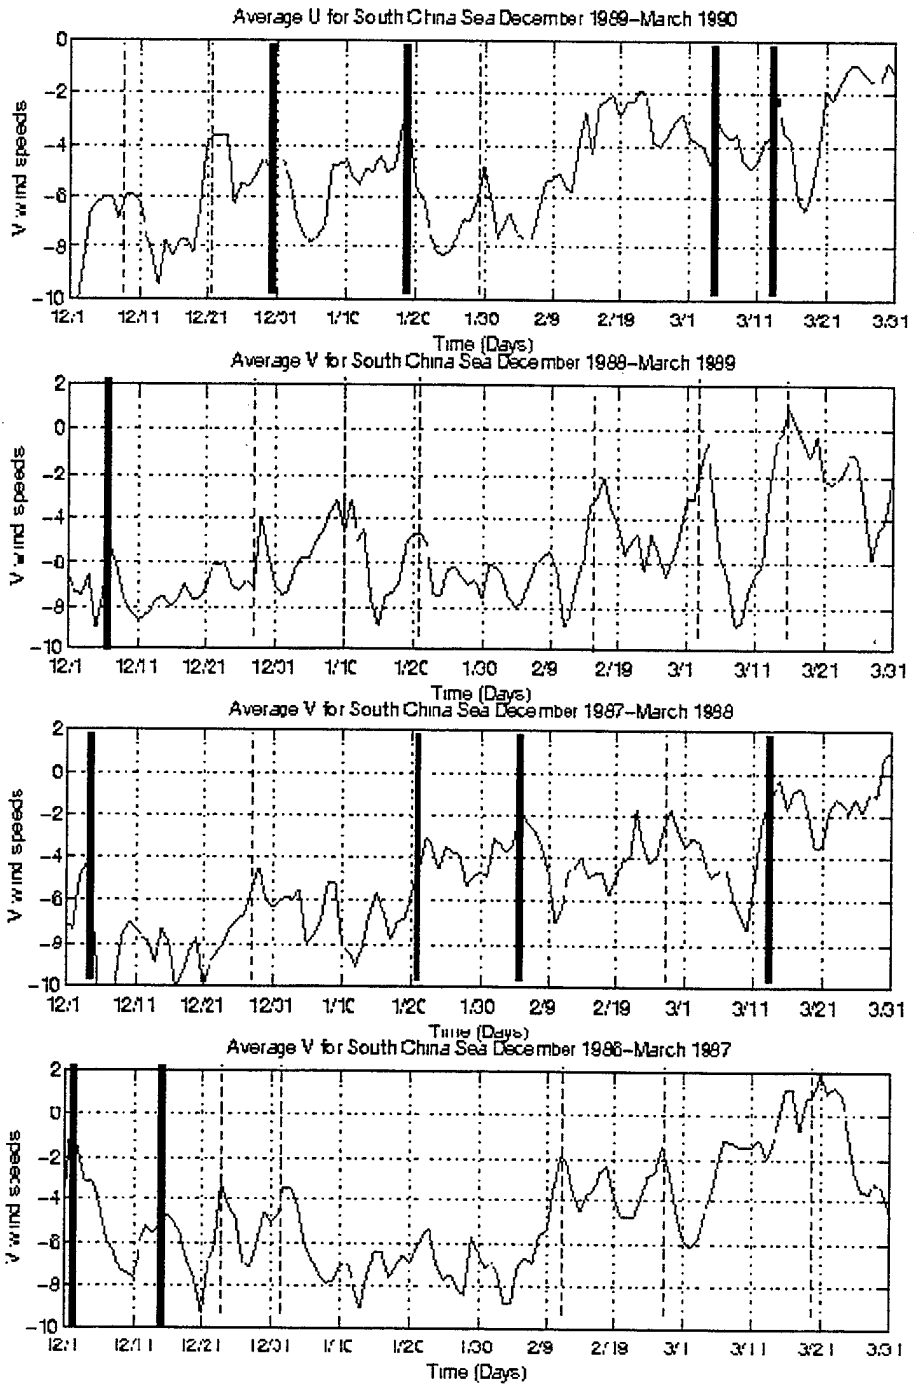 Average U for South China Sea December 1989–March 1990
0
−2
−4
−6
−8
−10
V wind speeds
12/1 12/11 12/21 12/31 1/10 1/20 1/30 2/9 2/19 3/1 3/11 3/21 3/31
Time (Days)
Average V for South China Sea December 1988–March 1989
2
0
−2
−4
−6
−8
−10
V wind speeds
12/1 12/11 12/21 12/31 1/10 1/20 1/30 2/9 2/19 3/1 3/11 3/21 3/31
Time (Days)
Average V for South China Sea December 1987–March 1988
2
0
−2
−4
−6
−8
−10
V wind speeds
12/1 12/11 12/21 12/31 1/10 1/20 1/30 2/9 2/19 3/1 3/11 3/21 3/31
Time (Days)
Average V for South China Sea December 1986–March 1987
2
0
−2
−4
−6
−8
−10
V wind speeds
12/1 12/11 12/21 12/31 1/10 1/20 1/30 2/9 2/19 3/1 3/11 3/21 3/31
Time (Days)